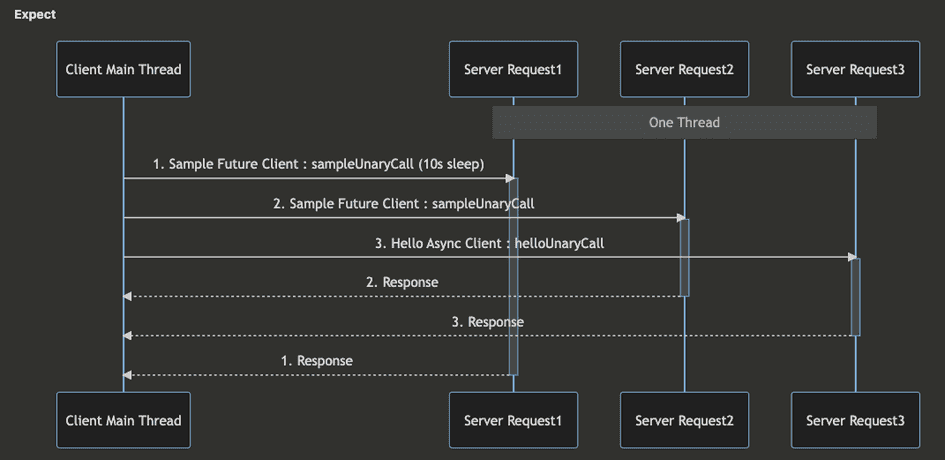 Expect
Client Main Thread
Server Request1
Server Request2
Server Request3
One Thread
1. Sample Future Client : sampleUnaryCall (10s sleep)
2. Sample Future Client : sampleUnaryCall
3. Hello Async Client : helloUnaryCall
2. Response
3. Response
1. Response
Client Main Thread
Server Request1
Server Request2
Server Request3